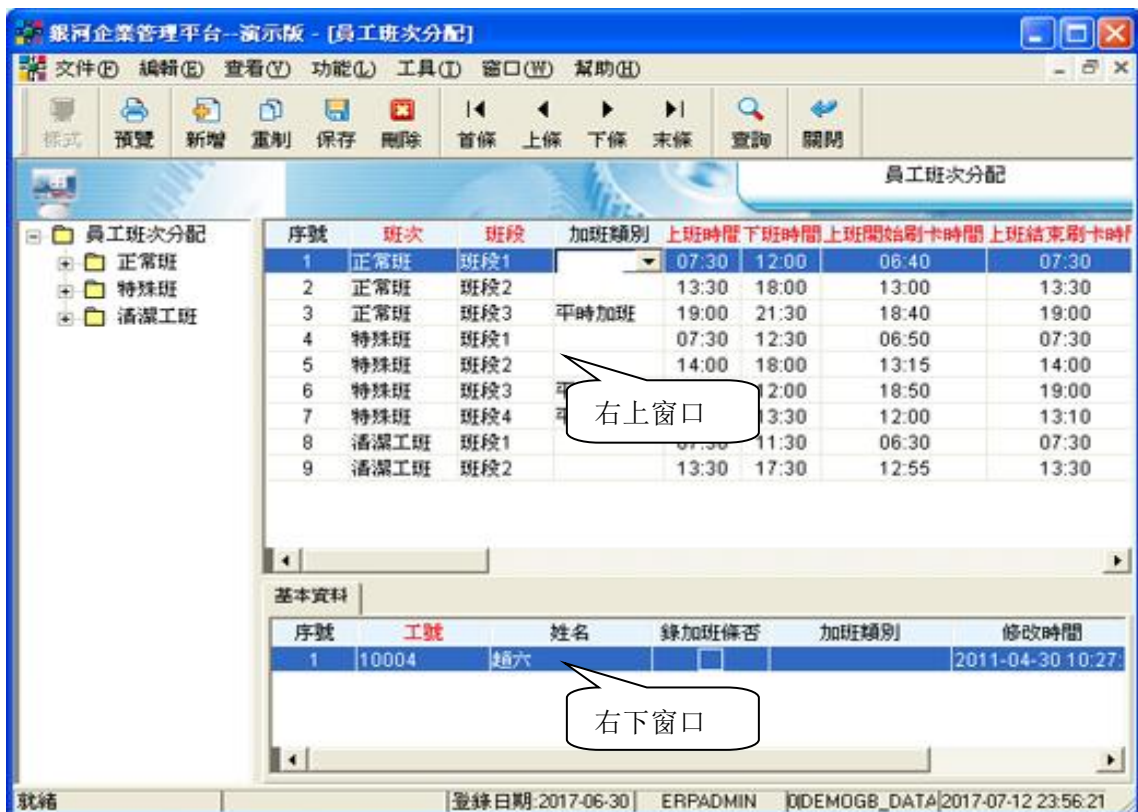 銀河企業管理平台--演示版 - [員工班次分配]
文件(F) 編輯(E) 查看(V) 功能(L) 工具(T) 窗口(W) 幫助(H)
樣式 預覽 新增 重制 保存 刪除 首條 上條 下條 末條 查詢 關閉
員工班次分配
員工班次分配
正常班
特殊班
清潔工班
序號 班次 班段 加班類別 上班時間 下班時間 上班開始刷卡時間 上班結束刷卡時
1 正常班 班段1 07:30 12:00 06:40 07:30
2 正常班 班段2 13:30 18:00 13:00 13:30
3 正常班 班段3 平時加班 19:00 21:30 18:40 19:00
4 特殊班 班段1 07:30 12:30 06:50 07:30
5 特殊班 班段2 14:00 18:00 13:15 14:00
6 特殊班 班段3 2:00 18:50 19:00
7 特殊班 班段4 3:30 12:00 13:10
8 清潔工班 班段1 07:30 11:30 06:30 07:30
9 清潔工班 班段2 13:30 17:30 12:55 13:30
右上窗口
基本資料
序號 工號 姓名 錄加班條否 加班類別 修改時間
1 10004 趙六 2011-04-30 10:27:
右下窗口
就緒 登錄日期:2017-06-30 ERPADMIN 0|DEMOGB_DATA 2017-07-12 23:56:21